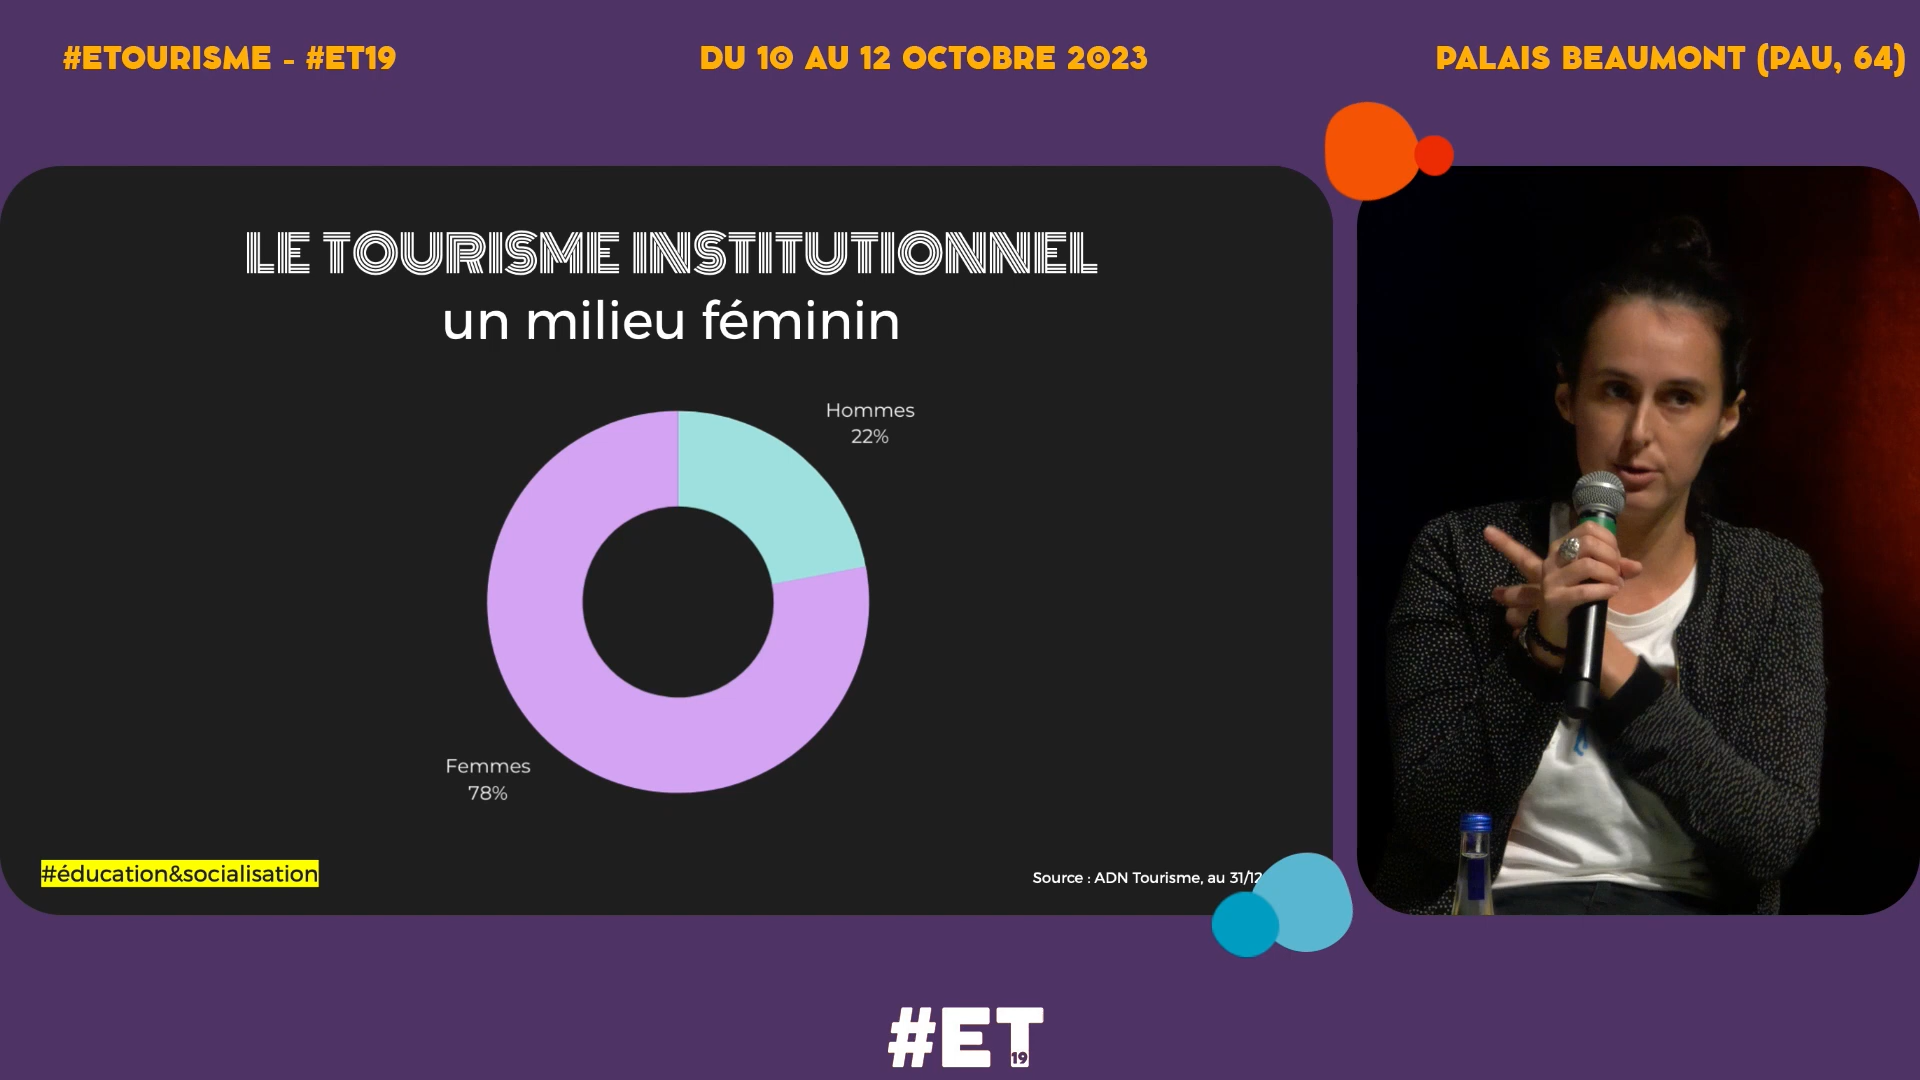 #ETOURISME - #ET19
DU 10 AU 12 OCTOBRE 2023
PALAIS BEAUMONT (PAU, 64)
LE TOURISME INSTITUTIONNEL
un milieu féminin
Hommes
22%
Femmes
78%
#éducation&socialisation
Source : ADN Tourisme, au 31/12
#ET
19